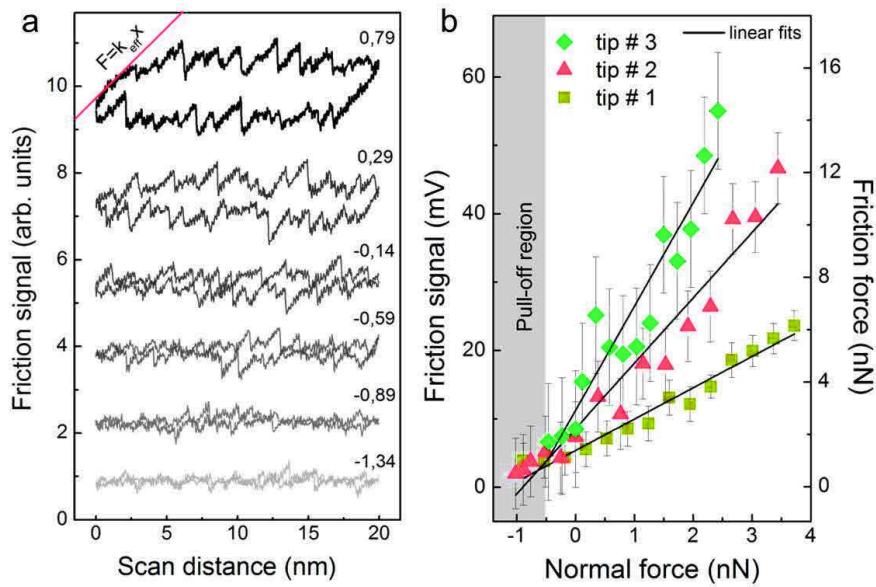 a
F=k_eff x
0,79
0,29
-0,14
-0,59
-0,89
-1,34
Friction signal (arb. units)
10
8
6
4
2
0
0
5
10
15
20
Scan distance (nm)
b
tip # 3
tip # 2
tip # 1
linear fits
Pull-off region
Friction signal (mV)
60
40
20
0
Friction force (nN)
16
12
8
4
0
-1
0
1
2
3
4
Normal force (nN)